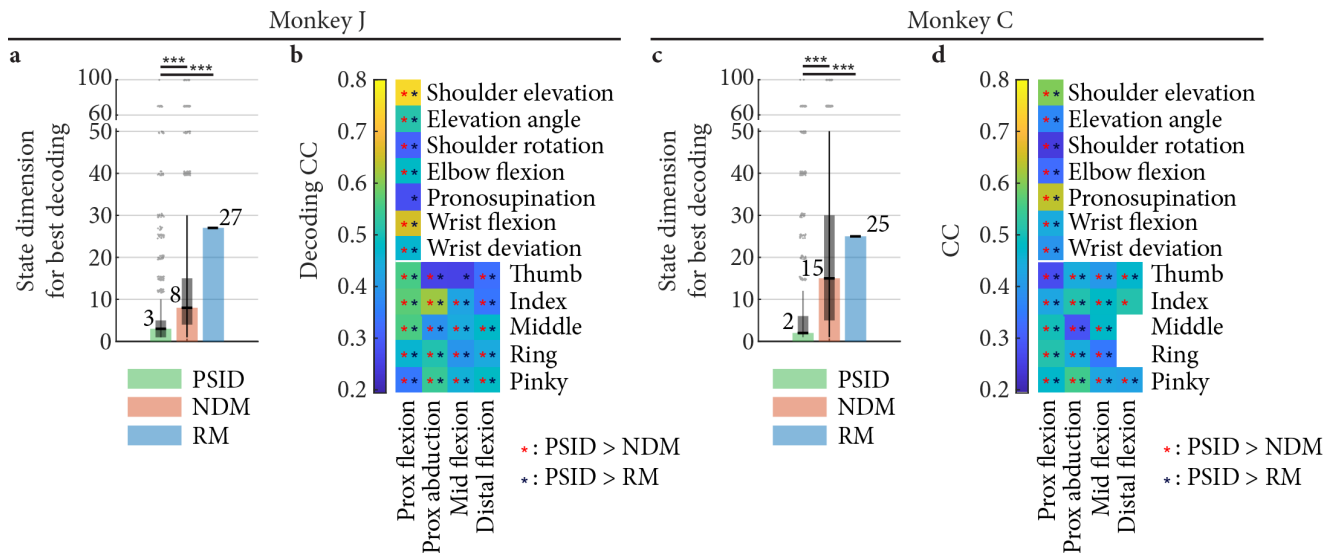 Monkey J
a
State dimension
for best decoding
100
60
50
40
30
20
10
0
***
***
3
8
27
PSID
NDM
RM
b
Decoding CC
0.8
0.7
0.6
0.5
0.4
0.3
0.2
Shoulder elevation
Elevation angle
Shoulder rotation
Elbow flexion
Pronosupination
Wrist flexion
Wrist deviation
Thumb
Index
Middle
Ring
Pinky
Prox flexion
Prox abduction
Mid flexion
Distal flexion
*: PSID > NDM
*: PSID > RM
Monkey C
c
State dimension
for best decoding
100
60
50
40
30
20
10
0
***
***
2
15
25
PSID
NDM
RM
d
CC
0.8
0.7
0.6
0.5
0.4
0.3
0.2
Shoulder elevation
Elevation angle
Shoulder rotation
Elbow flexion
Pronosupination
Wrist flexion
Wrist deviation
Thumb
Index
Middle
Ring
Pinky
Prox flexion
Prox abduction
Mid flexion
Distal flexion
*: PSID > NDM
*: PSID > RM